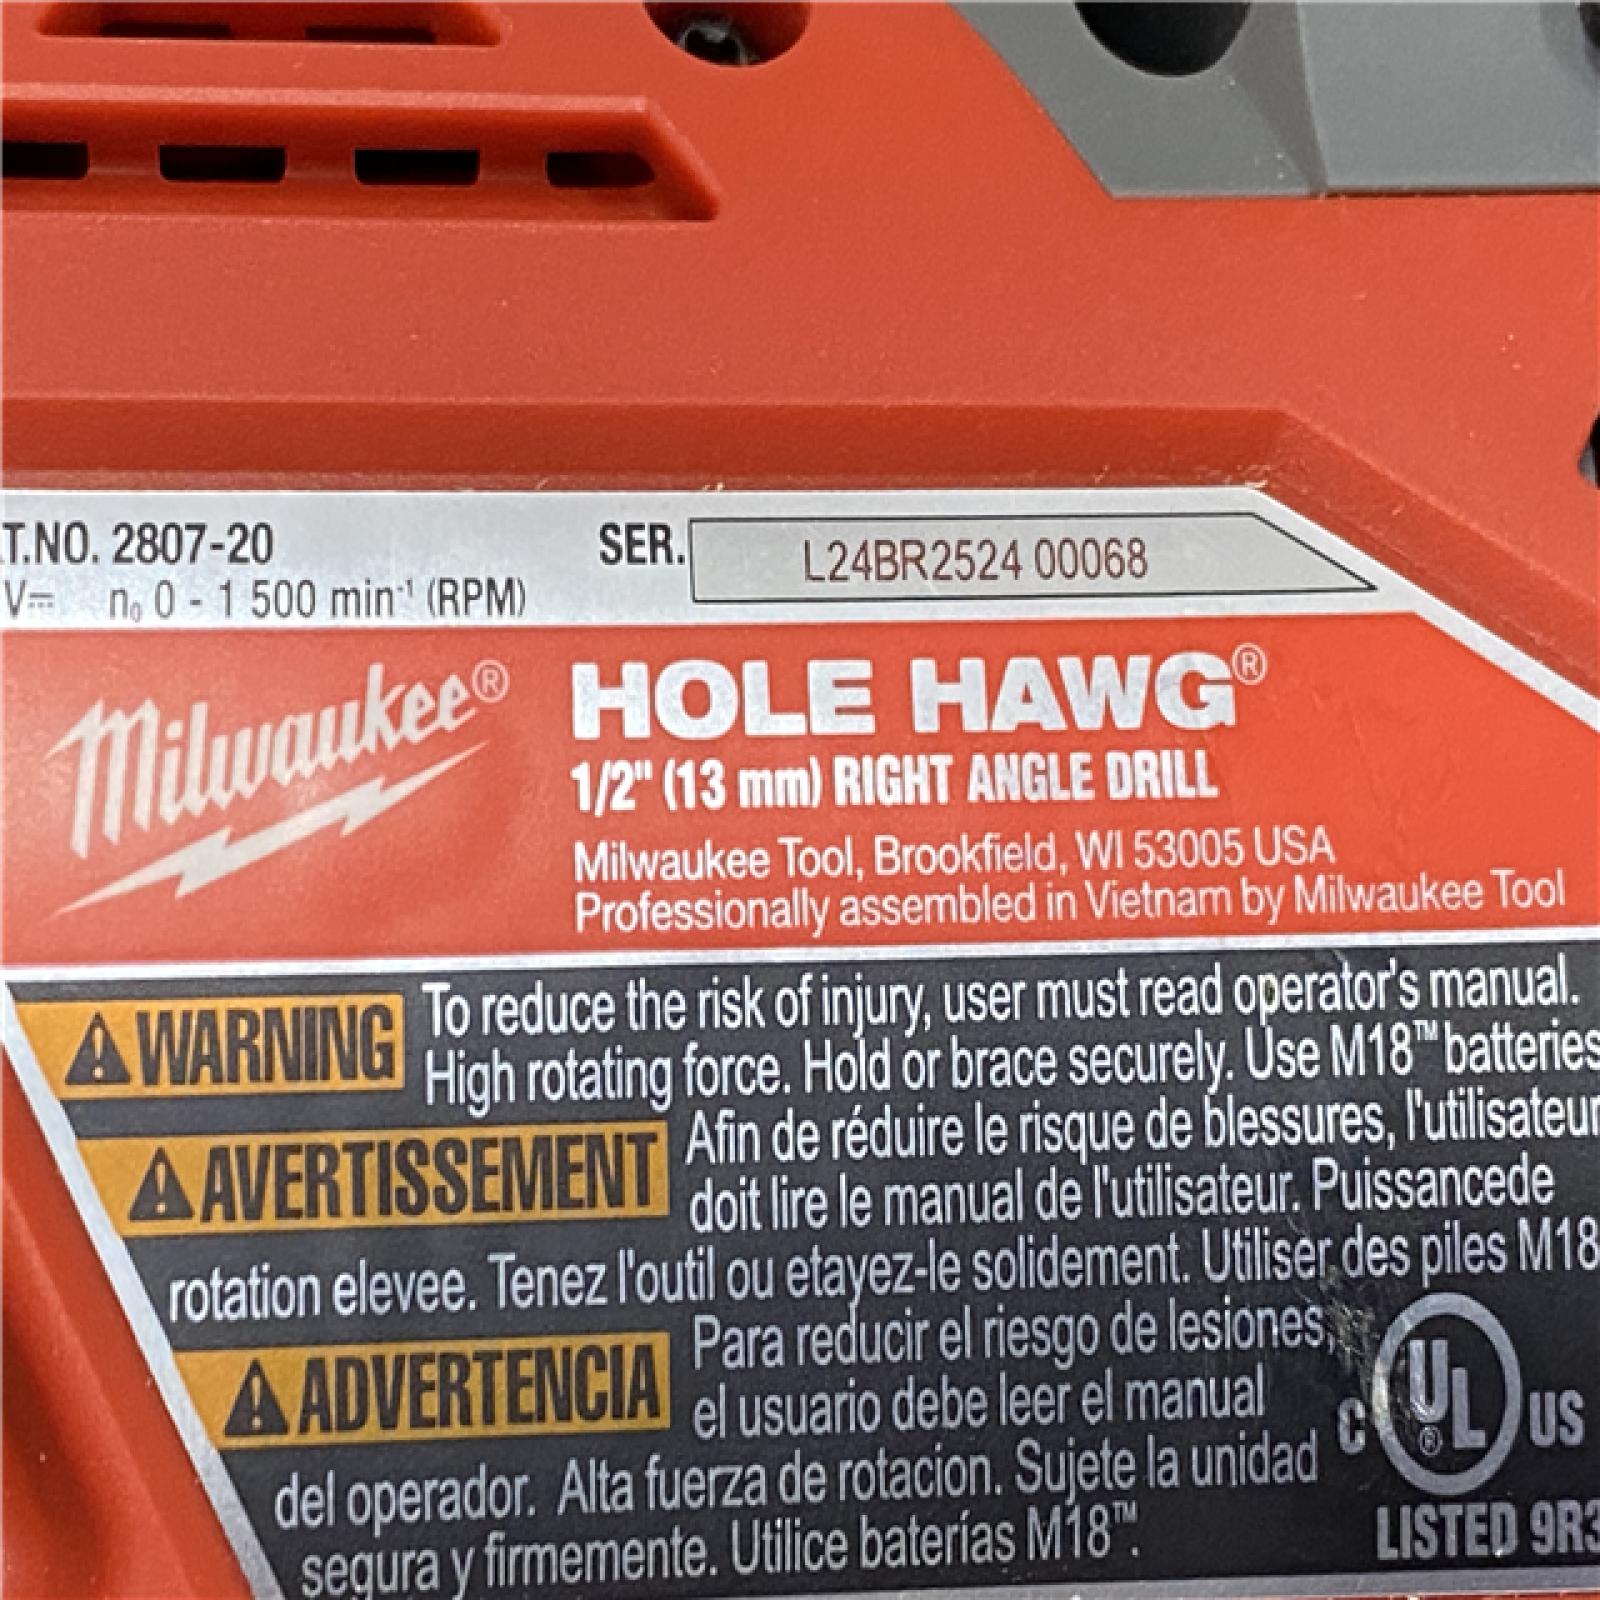 T.NO. 2807-20
V⎓ n₀ 0 - 1 500 min⁻¹ (RPM)
SER. L24BR2524 00068
Milwaukee®
HOLE HAWG®
1/2" (13 mm) RIGHT ANGLE DRILL
Milwaukee Tool, Brookfield, WI 53005 USA
Professionally assembled in Vietnam by Milwaukee Tool
WARNING To reduce the risk of injury, user must read operator's manual.
High rotating force. Hold or brace securely. Use M18™ batteries
AVERTISSEMENT Afin de réduire le risque de blessures, l'utilisateur
doit lire le manual de l'utilisateur. Puissancede
rotation elevee. Tenez l'outil ou etayez-le solidement. Utiliser des piles M18
ADVERTENCIA Para reducir el riesgo de lesiones,
el usuario debe leer el manual
del operador. Alta fuerza de rotacion. Sujete la unidad
segura y firmemente. Utilice baterías M18™.
C UL® US
LISTED 9R3